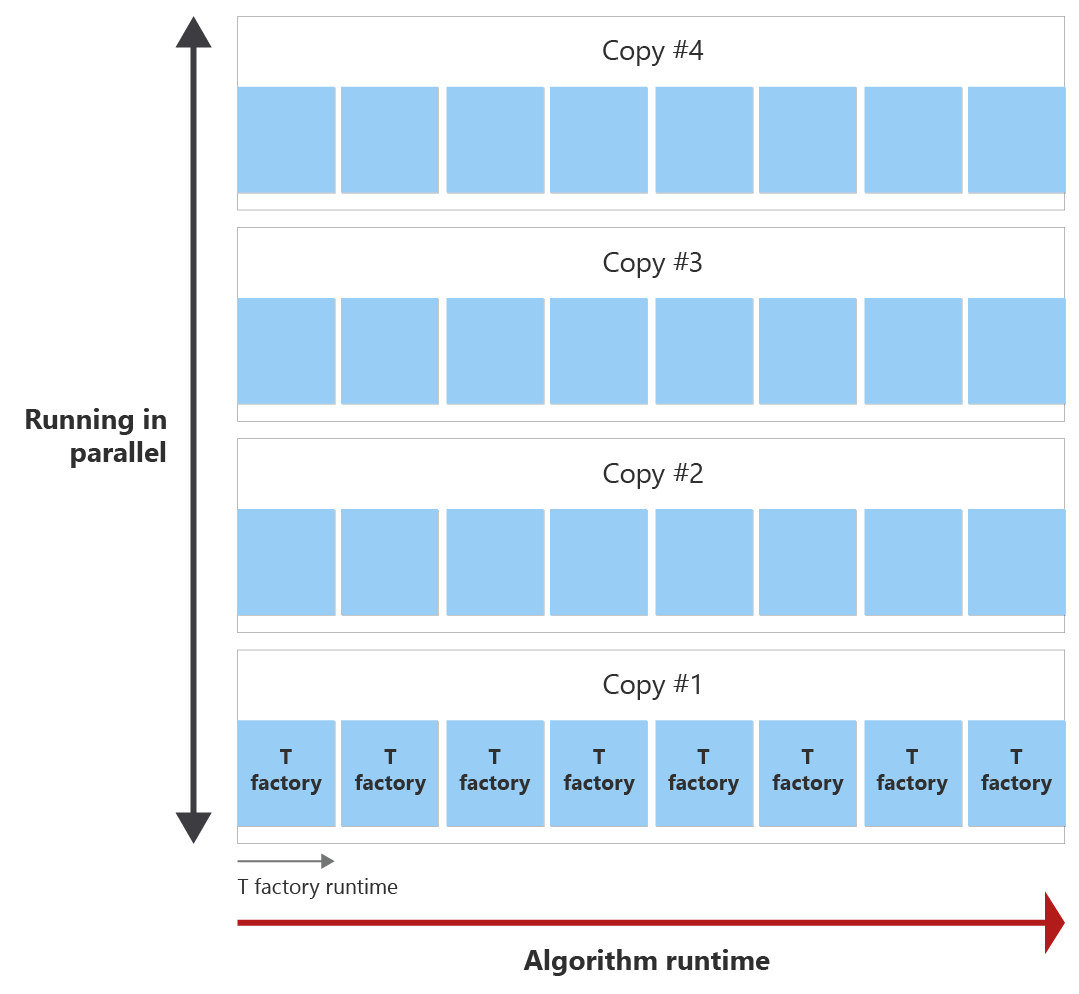 Copy #4
Copy #3
Running in
parallel
Copy #2
Copy #1
T
factory
T
factory
T
factory
T
factory
T
factory
T
factory
T
factory
T
factory
T factory runtime
Algorithm runtime